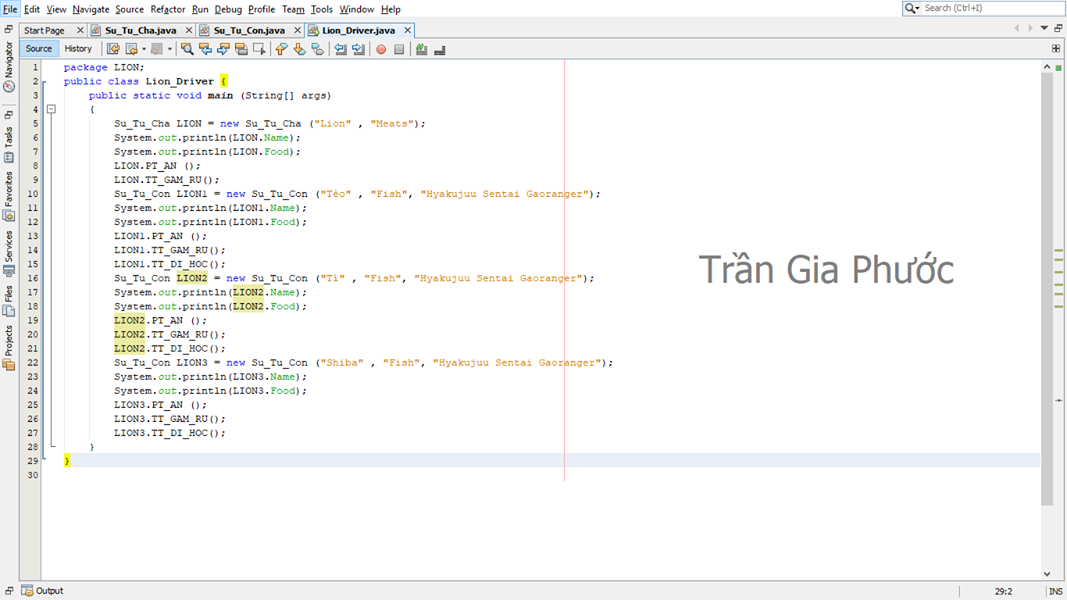 File Edit View Navigate Source Refactor Run Debug Profile Team Tools Window Help
Search (Ctrl+I)
Start Page Su_Tu_Cha.java Su_Tu_Con.java Lion_Driver.java
Source History
Navigator
Tasks
Favorites
Services
Files
Projects
1 package LION;
2 public class Lion_Driver {
3 public static void main (String[] args)
4 {
5 Su_Tu_Cha LION = new Su_Tu_Cha ("Lion" , "Meats");
6 System.out.println(LION.Name);
7 System.out.println(LION.Food);
8 LION.PT_AN ();
9 LION.TT_GAM_RU();
10 Su_Tu_Con LION1 = new Su_Tu_Con ("Tèo" , "Fish", "Hyakujuu Sentai Gaoranger");
11 System.out.println(LION1.Name);
12 System.out.println(LION1.Food);
13 LION1.PT_AN ();
14 LION1.TT_GAM_RU();
15 LION1.TT_DI_HOC();
16 Su_Tu_Con LION2 = new Su_Tu_Con ("Tí" , "Fish", "Hyakujuu Sentai Gaoranger");
17 System.out.println(LION2.Name);
18 System.out.println(LION2.Food);
19 LION2.PT_AN ();
20 LION2.TT_GAM_RU();
21 LION2.TT_DI_HOC();
22 Su_Tu_Con LION3 = new Su_Tu_Con ("Shiba" , "Fish", "Hyakujuu Sentai Gaoranger");
23 System.out.println(LION3.Name);
24 System.out.println(LION3.Food);
25 LION3.PT_AN ();
26 LION3.TT_GAM_RU();
27 LION3.TT_DI_HOC();
28 }
29 }
30
Trần Gia Phước
Output
29:2 INS